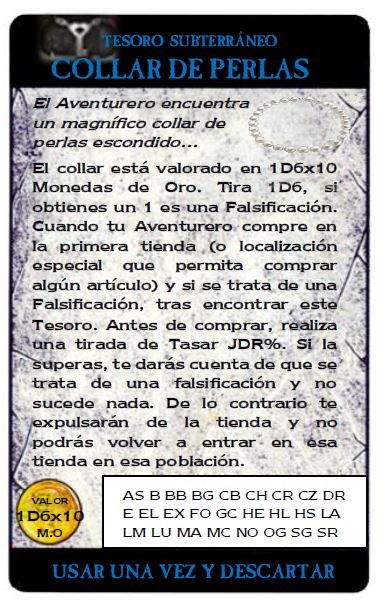 TESORO SUBTERRÁNEO
COLLAR DE PERLAS
El Aventurero encuentra
un magnífico collar de
perlas escondido...
El collar está valorado en 1D6x10
Monedas de Oro. Tira 1D6, si
obtienes un 1 es una Falsificación.
Cuando tu Aventurero compre en
la primera tienda (o localización
especial que permita comprar
algún artículo) y si se trata de una
Falsificación, tras encontrar este
Tesoro. Antes de comprar, realiza
una tirada de Tasar JDR%. Si la
superas, te darás cuenta de que se
trata de una falsificación y no
sucede nada. De lo contrario te
expulsarán de la tienda y no
podrás volver a entrar en esa
tienda en esa población.
VALOR
1D6x10
M.O
AS B BB BG CB CH CR CZ DR
E EL EX FO GC HE HL HS LA
LM LU MA MC NO OG SG SR
USAR UNA VEZ Y DESCARTAR